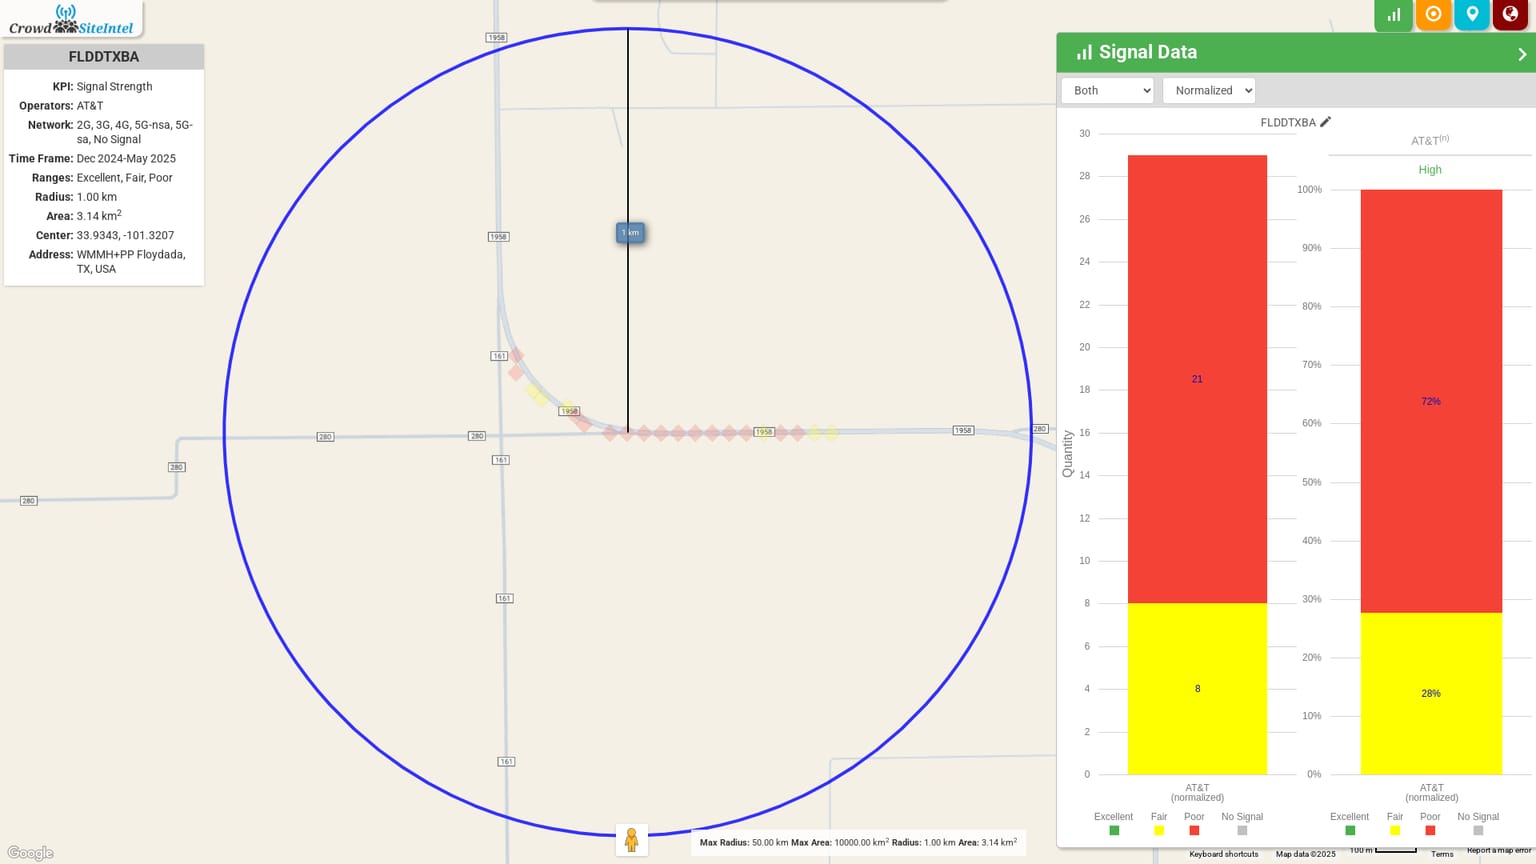 Crowd SiteIntel
FLDDTXBA
KPI: Signal Strength
Operators: AT&T
Network: 2G, 3G, 4G, 5G-nsa, 5G-
sa, No Signal
Time Frame: Dec 2024-May 2025
Ranges: Excellent, Fair, Poor
Radius: 1.00 km
Area: 3.14 km²
Center: 33.9343, -101.3207
Address: WMMH+PP Floydada,
TX, USA
1958
1958
1 km
161
1958
1958
1958
280
280
280
280
280
161
161
161
Google
Max Radius: 50.00 km Max Area: 10000.00 km² Radius: 1.00 km Area: 3.14 km²
Signal Data
Both
Normalized
FLDDTXBA
AT&T(n)
High
Quantity
30
28
26
24
22
20
18
16
14
12
10
8
6
4
2
0
21
8
AT&T
(normalized)
Excellent Fair Poor No Signal
100%
90%
80%
70%
60%
50%
40%
30%
20%
10%
0%
72%
28%
AT&T
(normalized)
Excellent Fair Poor No Signal
Keyboard shortcuts
Map data ©2025
100 m
Terms
Report a map error